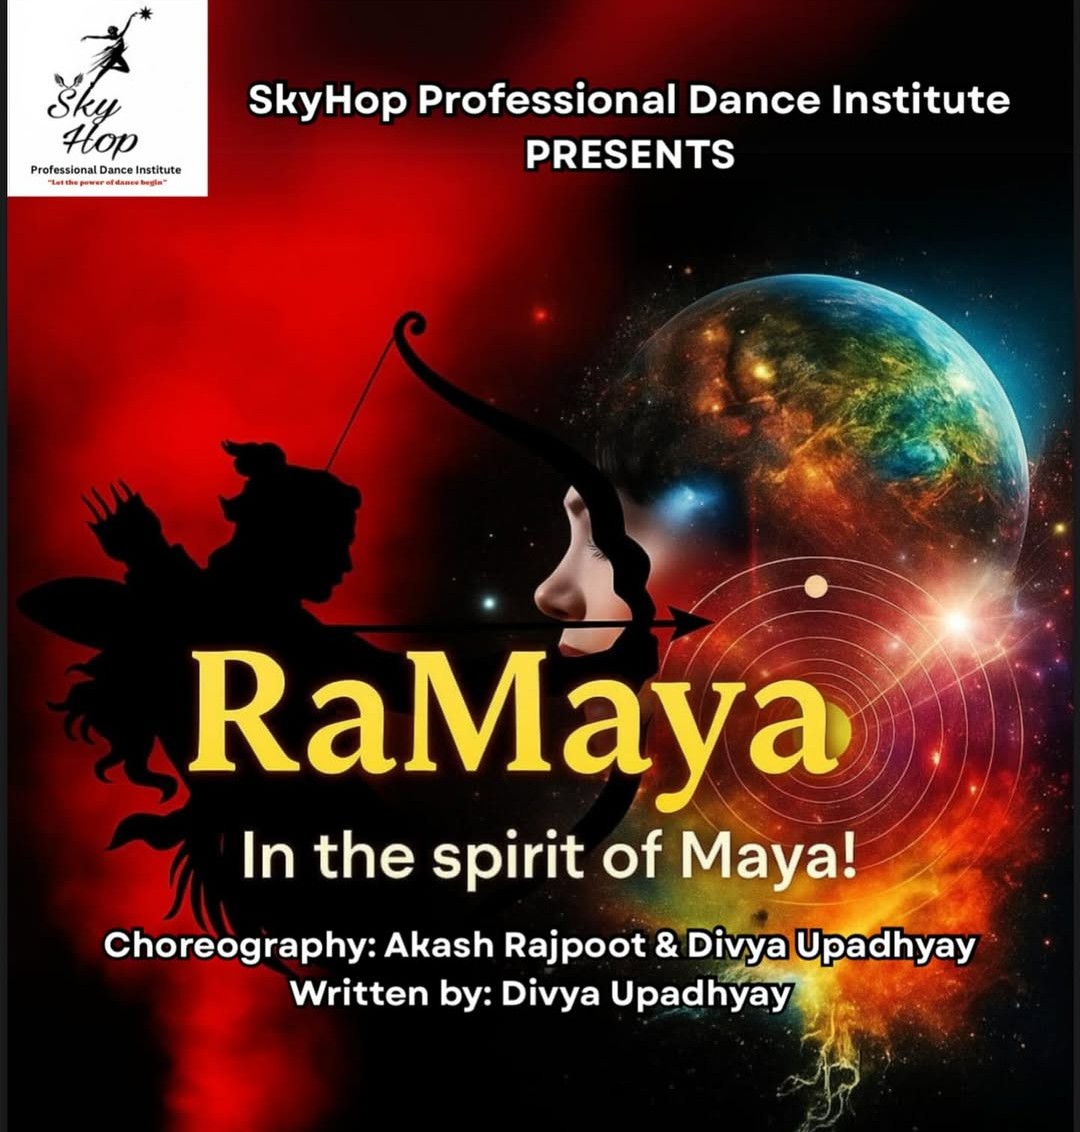 Sky
Hop
Professional Dance Institute
"Let the power of dance begin"
SkyHop Professional Dance Institute
PRESENTS
RaMaya
In the spirit of Maya!
Choreography: Akash Rajpoot & Divya Upadhyay
Written by: Divya Upadhyay